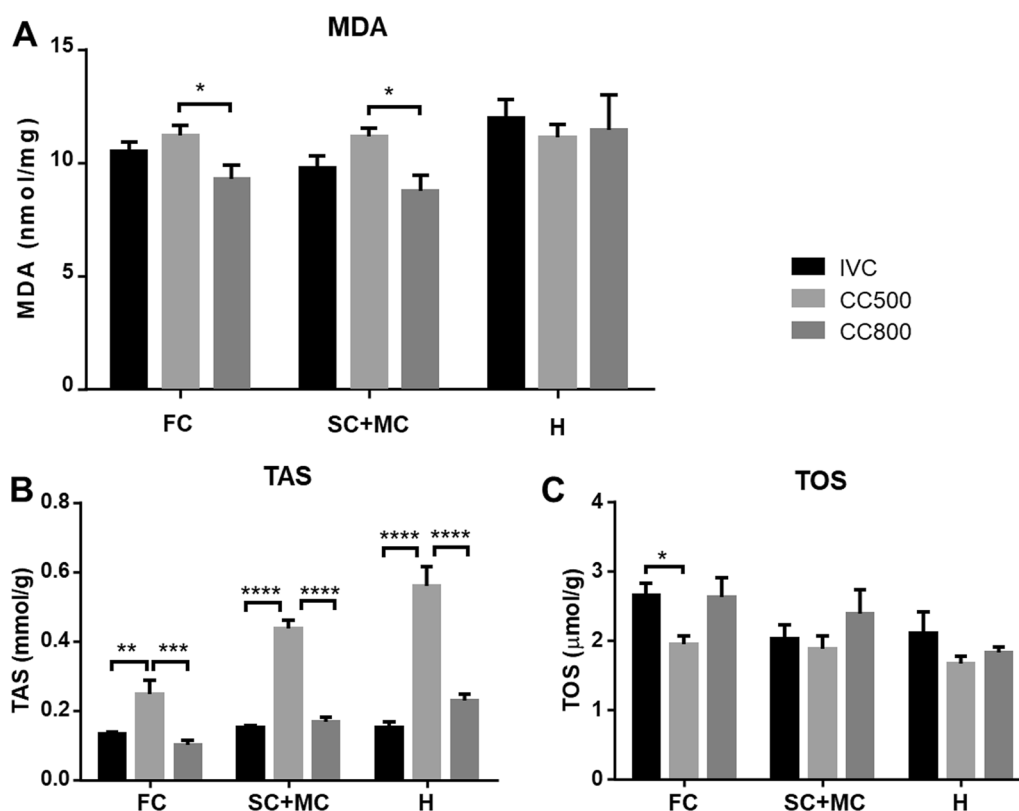 A
MDA
MDA (nmol/mg)
15
10
5
0
*
*
FC
SC+MC
H
IVC
CC500
CC800
B
TAS
TAS (mmol/g)
0.8
0.6
0.4
0.2
0.0
**
***
****
****
****
****
FC
SC+MC
H
C
TOS
TOS (μmol/g)
4
3
2
1
0
*
FC
SC+MC
H